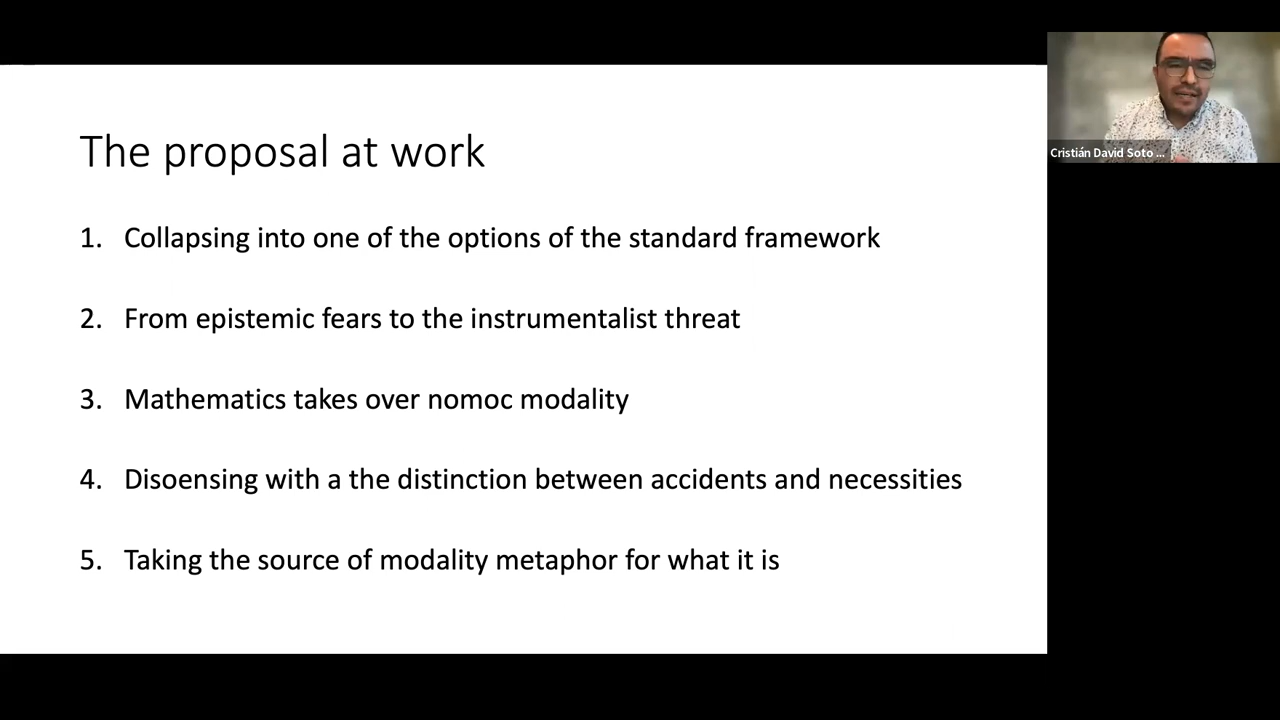 The proposal at work
1. Collapsing into one of the options of the standard framework
2. From epistemic fears to the instrumentalist threat
3. Mathematics takes over nomoc modality
4. Disoensing with a the distinction between accidents and necessities
5. Taking the source of modality metaphor for what it is
Cristián David Soto ...